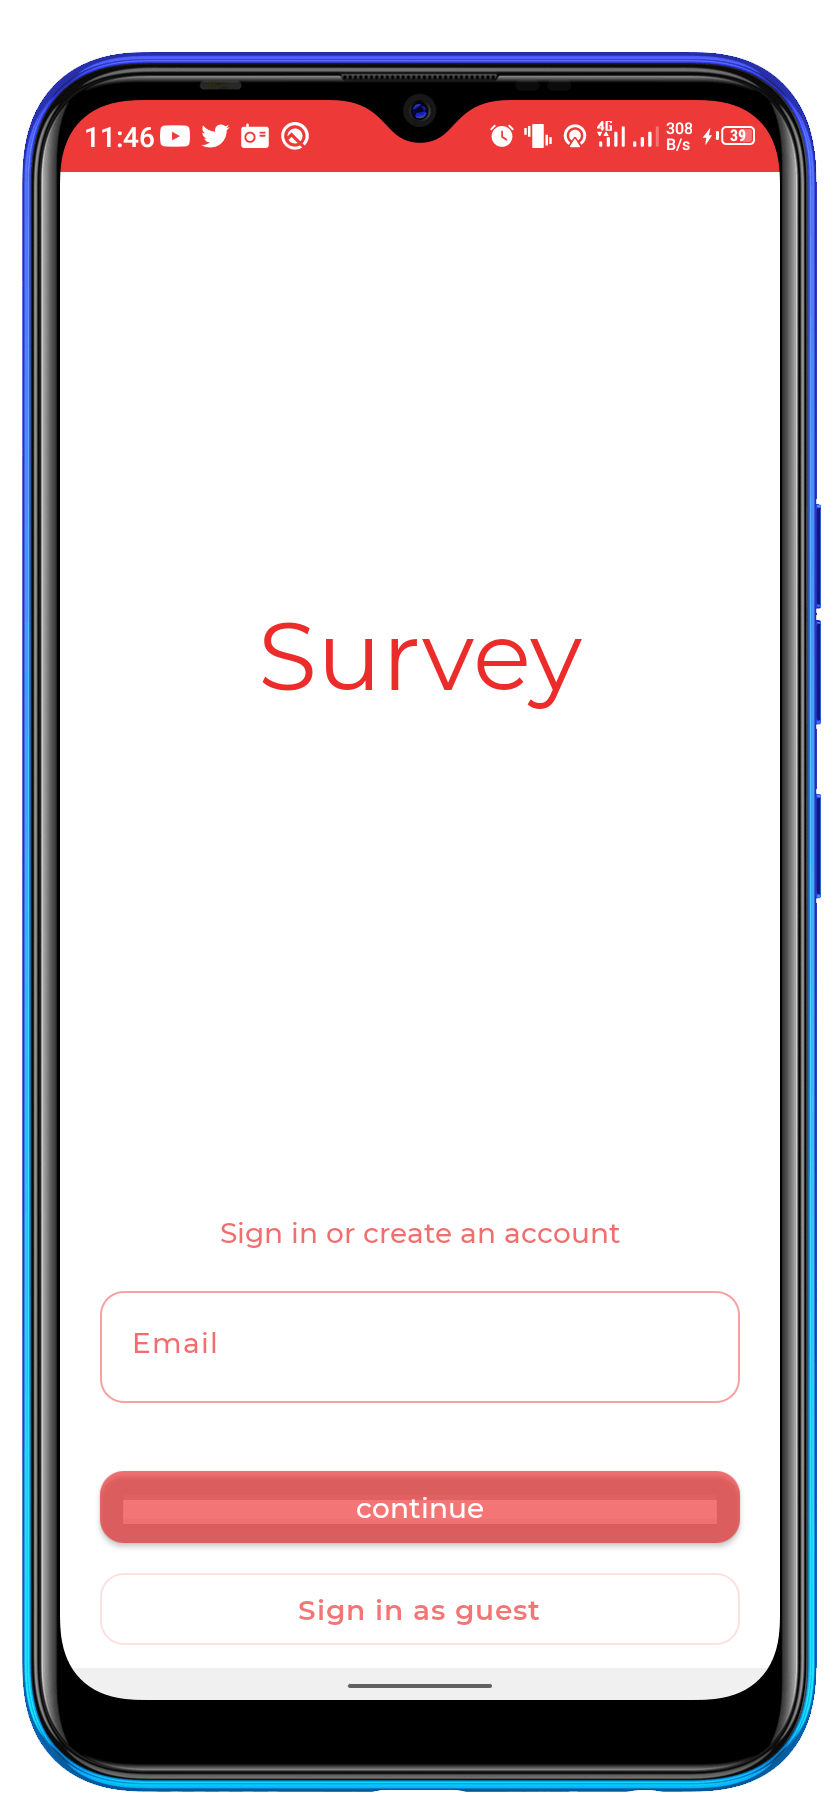 11:46
4G
308
B/s
39
Survey
Sign in or create an account
Email
continue
Sign in as guest